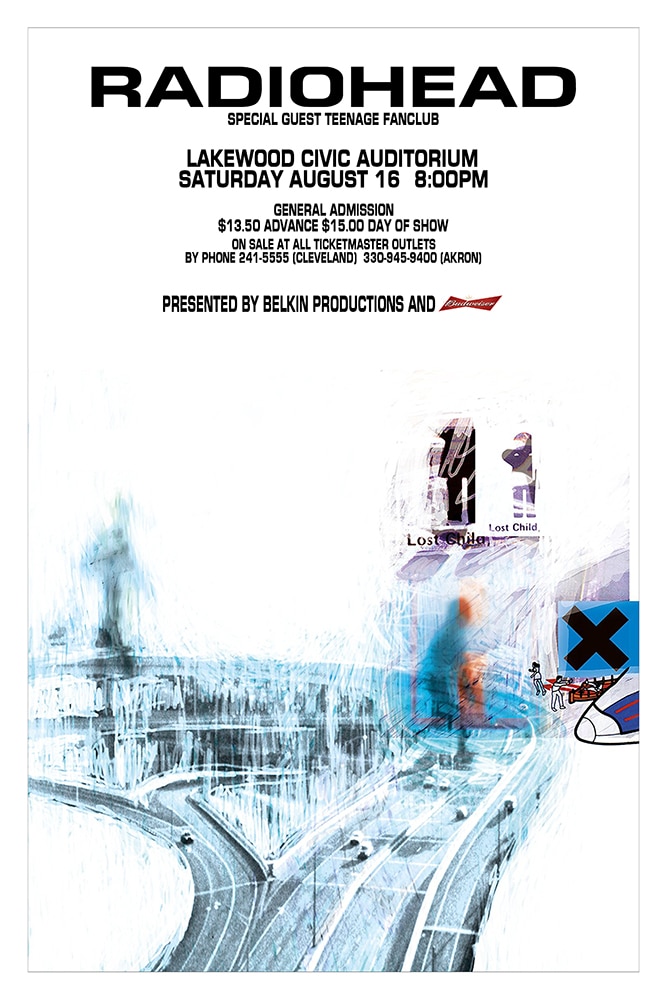 RADIOHEAD
SPECIAL GUEST TEENAGE FANCLUB
LAKEWOOD CIVIC AUDITORIUM
SATURDAY AUGUST 16 8:00PM
GENERAL ADMISSION
$13.50 ADVANCE $15.00 DAY OF SHOW
ON SALE AT ALL TICKETMASTER OUTLETS
BY PHONE 241-5555 (CLEVELAND) 330-945-9400 (AKRON)
PRESENTED BY BELKIN PRODUCTIONS AND Budweiser
Lost Child
Lost Child